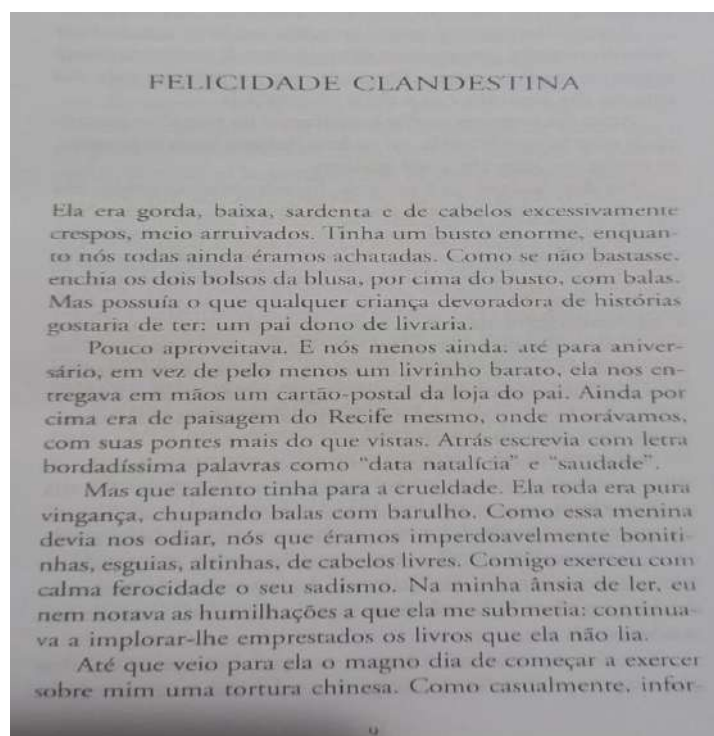 FELICIDADE CLANDESTINA
Ela era gorda, baixa, sardenta e de cabelos excessivamente
crespos, meio arruivados. Tinha um busto enorme, enquan-
to nós todas ainda éramos achatadas. Como se não bastasse,
enchia os dois bolsos da blusa, por cima do busto, com balas.
Mas possuía o que qualquer criança devoradora de histórias
gostaria de ter: um pai dono de livraria.
Pouco aproveitava. E nós menos ainda: até para aniver-
sário, em vez de pelo menos um livrinho barato, ela nos en-
tregava em mãos um cartão-postal da loja do pai. Ainda por
cima era de paisagem do Recife mesmo, onde morávamos,
com suas pontes mais do que vistas. Atrás escrevia com letra
bordadíssima palavras como "data natalícia" e "saudade".
Mas que talento tinha para a crueldade. Ela toda era pura
vingança, chupando balas com barulho. Como essa menina
devia nos odiar, nós que éramos imperdoavelmente boniti-
nhas, esguias, altinhas, de cabelos livres. Comigo exerceu com
calma ferocidade o seu sadismo. Na minha ânsia de ler, eu
nem notava as humilhações a que ela me submetia: continua-
va a implorar-lhe emprestados os livros que ela não lia.
Até que veio para ela o magno dia de começar a exercer
sobre mim uma tortura chinesa. Como casualmente, infor-
9